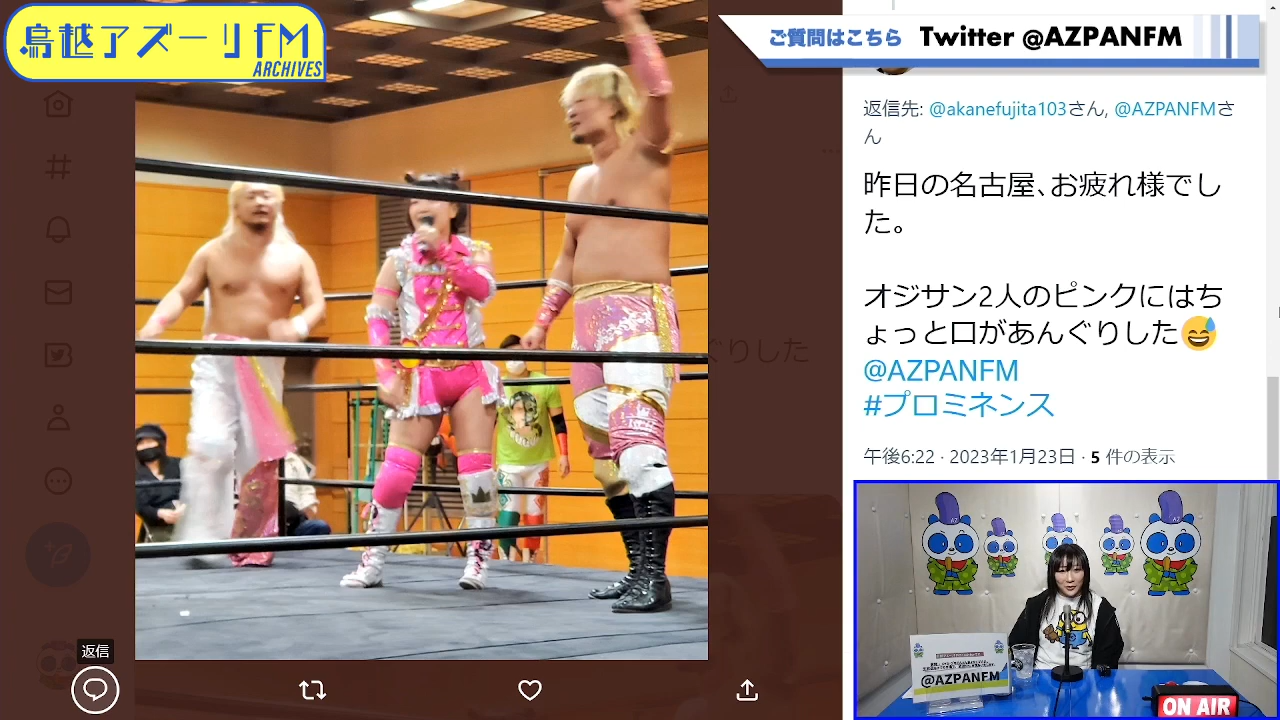 鳥越アズーリFM
ARCHIVES
ご質問はこちら Twitter @AZPANFM
返信先: @akanefujita103さん, @AZPANFMさ
ん
昨日の名古屋、お疲れ様でし
た。
オジサン2人のピンクにはち
ょっと口があんぐりした😅
@AZPANFM
#プロミネンス
午後6:22 · 2023年1月23日 · 5 件の表示
ぐりした
返信
@AZPANFM
ON AIR